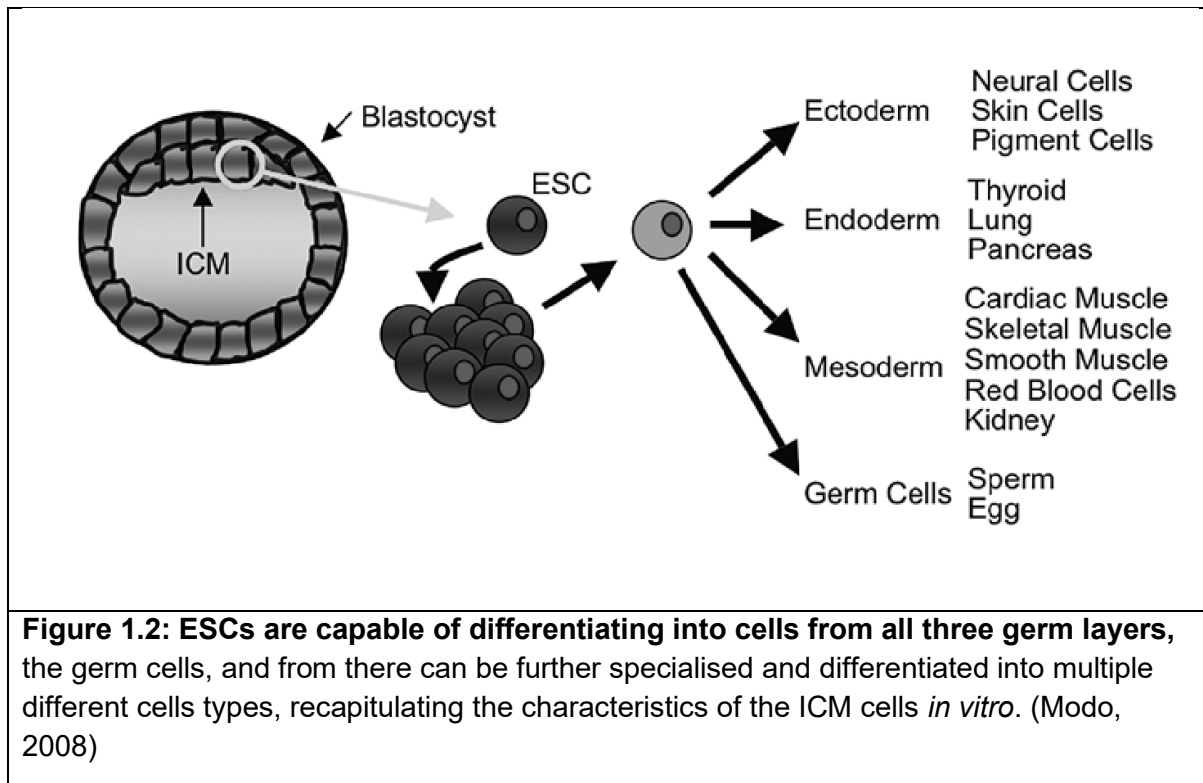 Blastocyst
ICM
ESC
Ectoderm
Neural Cells
Skin Cells
Pigment Cells
Endoderm
Thyroid
Lung
Pancreas
Mesoderm
Cardiac Muscle
Skeletal Muscle
Smooth Muscle
Red Blood Cells
Kidney
Germ Cells
Sperm
Egg
Figure 1.2: ESCs are capable of differentiating into cells from all three germ layers,
the germ cells, and from there can be further specialised and differentiated into multiple
different cells types, recapitulating the characteristics of the ICM cells in vitro. (Modo,
2008)